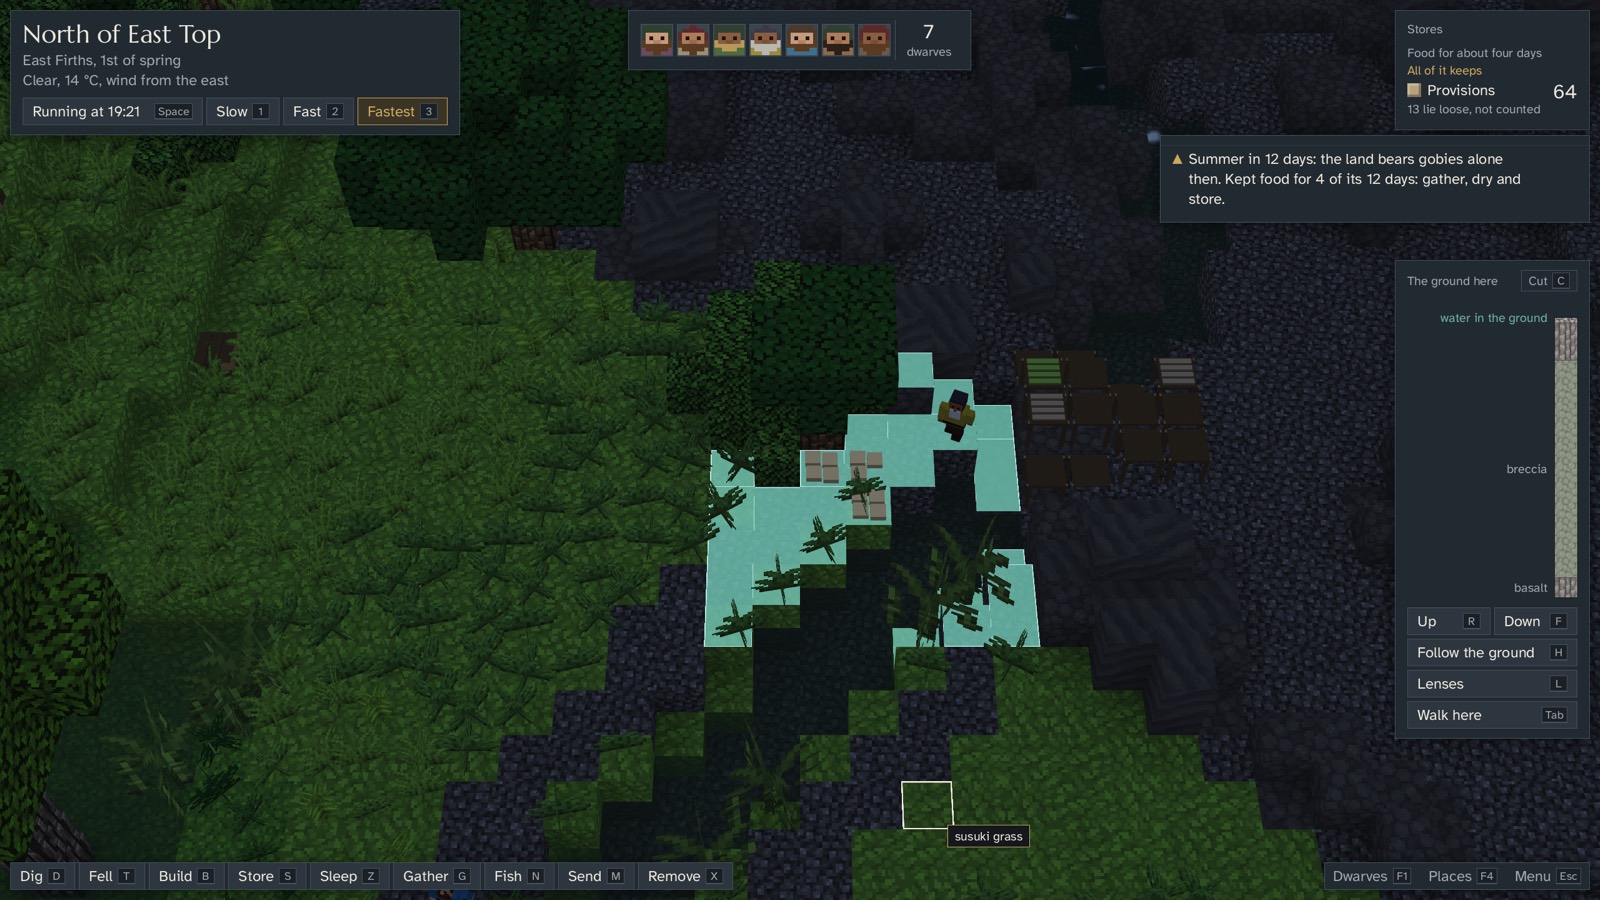 North of East Top
East Firths, 1st of spring
Clear, 14 °C, wind from the east
Running at 19:21 Space
Slow 1
Fast 2
Fastest 3
7
dwarves
Stores
Food for about four days
All of it keeps
Provisions 64
13 lie loose, not counted
Summer in 12 days: the land bears gobies alone
then. Kept food for 4 of its 12 days: gather, dry and
store.
The ground here
Cut C
water in the ground
breccia
basalt
Up R
Down F
Follow the ground H
Lenses L
Walk here Tab
susuki grass
Dig D
Fell T
Build B
Store S
Sleep Z
Gather G
Fish N
Send M
Remove X
Dwarves F1
Places F4
Menu Esc